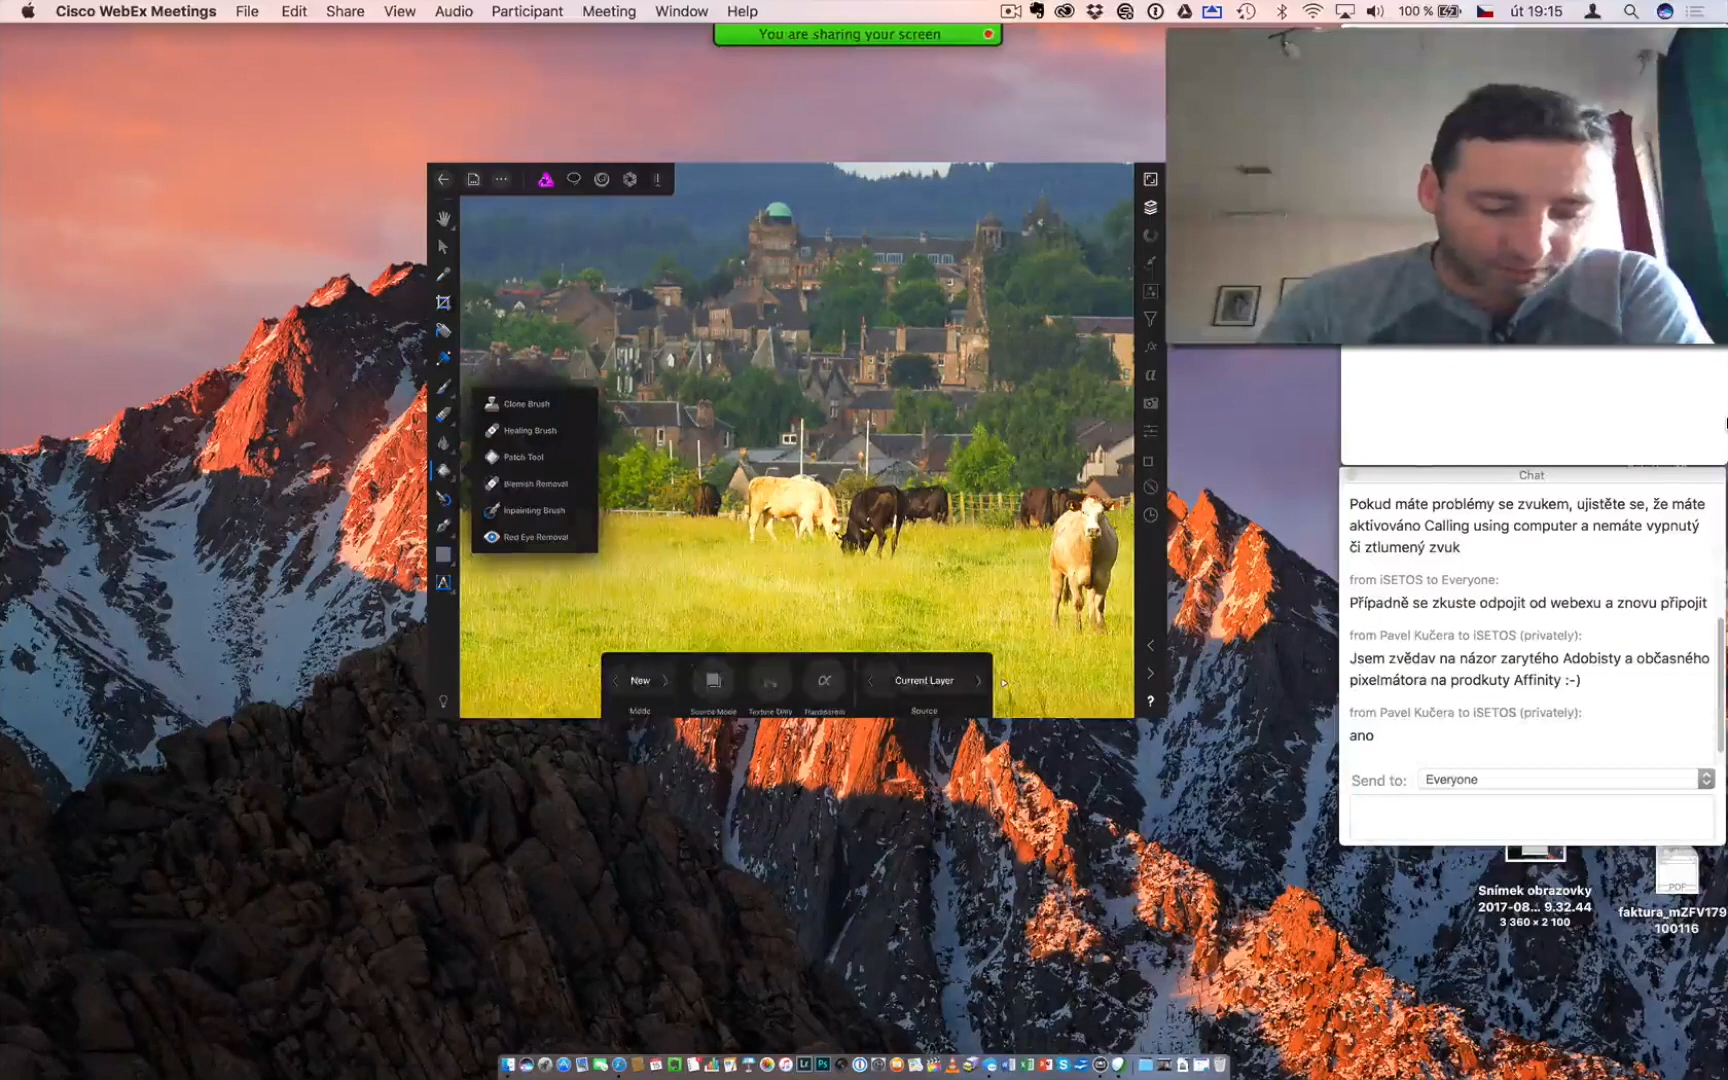 Cisco WebEx Meetings File Edit Share View Audio Participant Meeting Window Help
100 %
út 19:15
You are sharing your screen
Clone Brush
Healing Brush
Patch Tool
Blemish Removal
Inpainting Brush
Red Eye Removal
New
Current Layer
Mode
Source Mode
Source
Chat
Pokud máte problémy se zvukem, ujistěte se, že máte
aktivováno Calling using computer a nemáte vypnutý
či ztlumený zvuk
from iSETOS to Everyone:
Případně se zkuste odpojit od webexu a znovu připojit
from Pavel Kučera to iSETOS (privately):
Jsem zvědav na názor zarytého Adobisty a občasného
pixelmátora na prodkuty Affinity :-)
from Pavel Kučera to iSETOS (privately):
ano
Send to: Everyone
Snímek obrazovky
2017-08... 9.32.44
3 360 × 2 100
PDF
faktura_mZFV179
100116